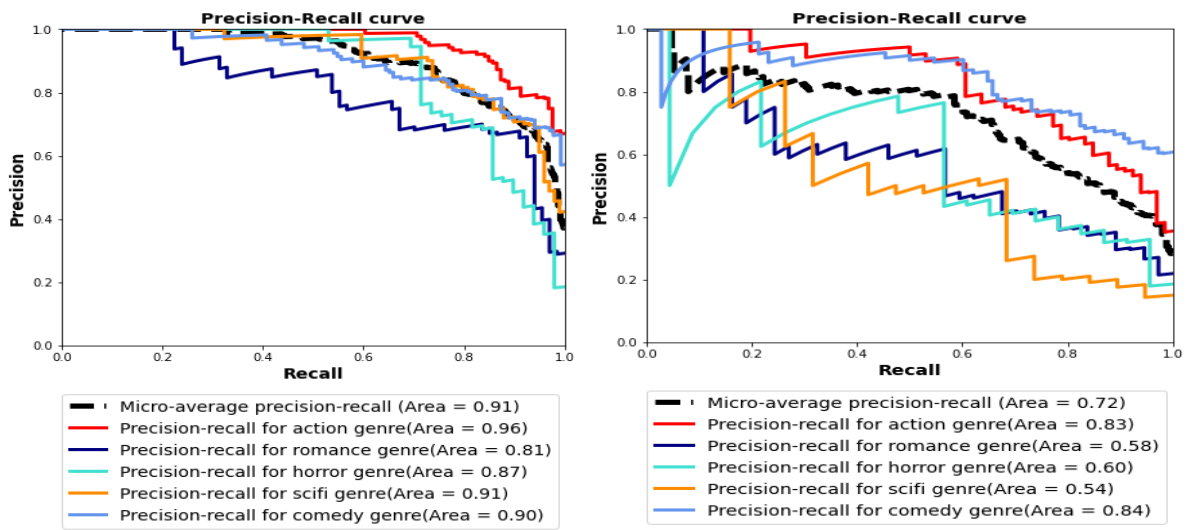 Precision-Recall curve
1.0
0.8
0.6
0.4
0.2
0.0
Precision
0.0
0.2
0.4
0.6
0.8
1.0
Recall
Micro-average precision-recall (Area = 0.91)
Precision-recall for action genre(Area = 0.96)
Precision-recall for romance genre(Area = 0.81)
Precision-recall for horror genre(Area = 0.87)
Precision-recall for scifi genre(Area = 0.91)
Precision-recall for comedy genre(Area = 0.90)
Precision-Recall curve
1.0
0.8
0.6
0.4
0.2
0.0
Precision
0.0
0.2
0.4
0.6
0.8
1.0
Recall
Micro-average precision-recall (Area = 0.72)
Precision-recall for action genre(Area = 0.83)
Precision-recall for romance genre(Area = 0.58)
Precision-recall for horror genre(Area = 0.60)
Precision-recall for scifi genre(Area = 0.54)
Precision-recall for comedy genre(Area = 0.84)